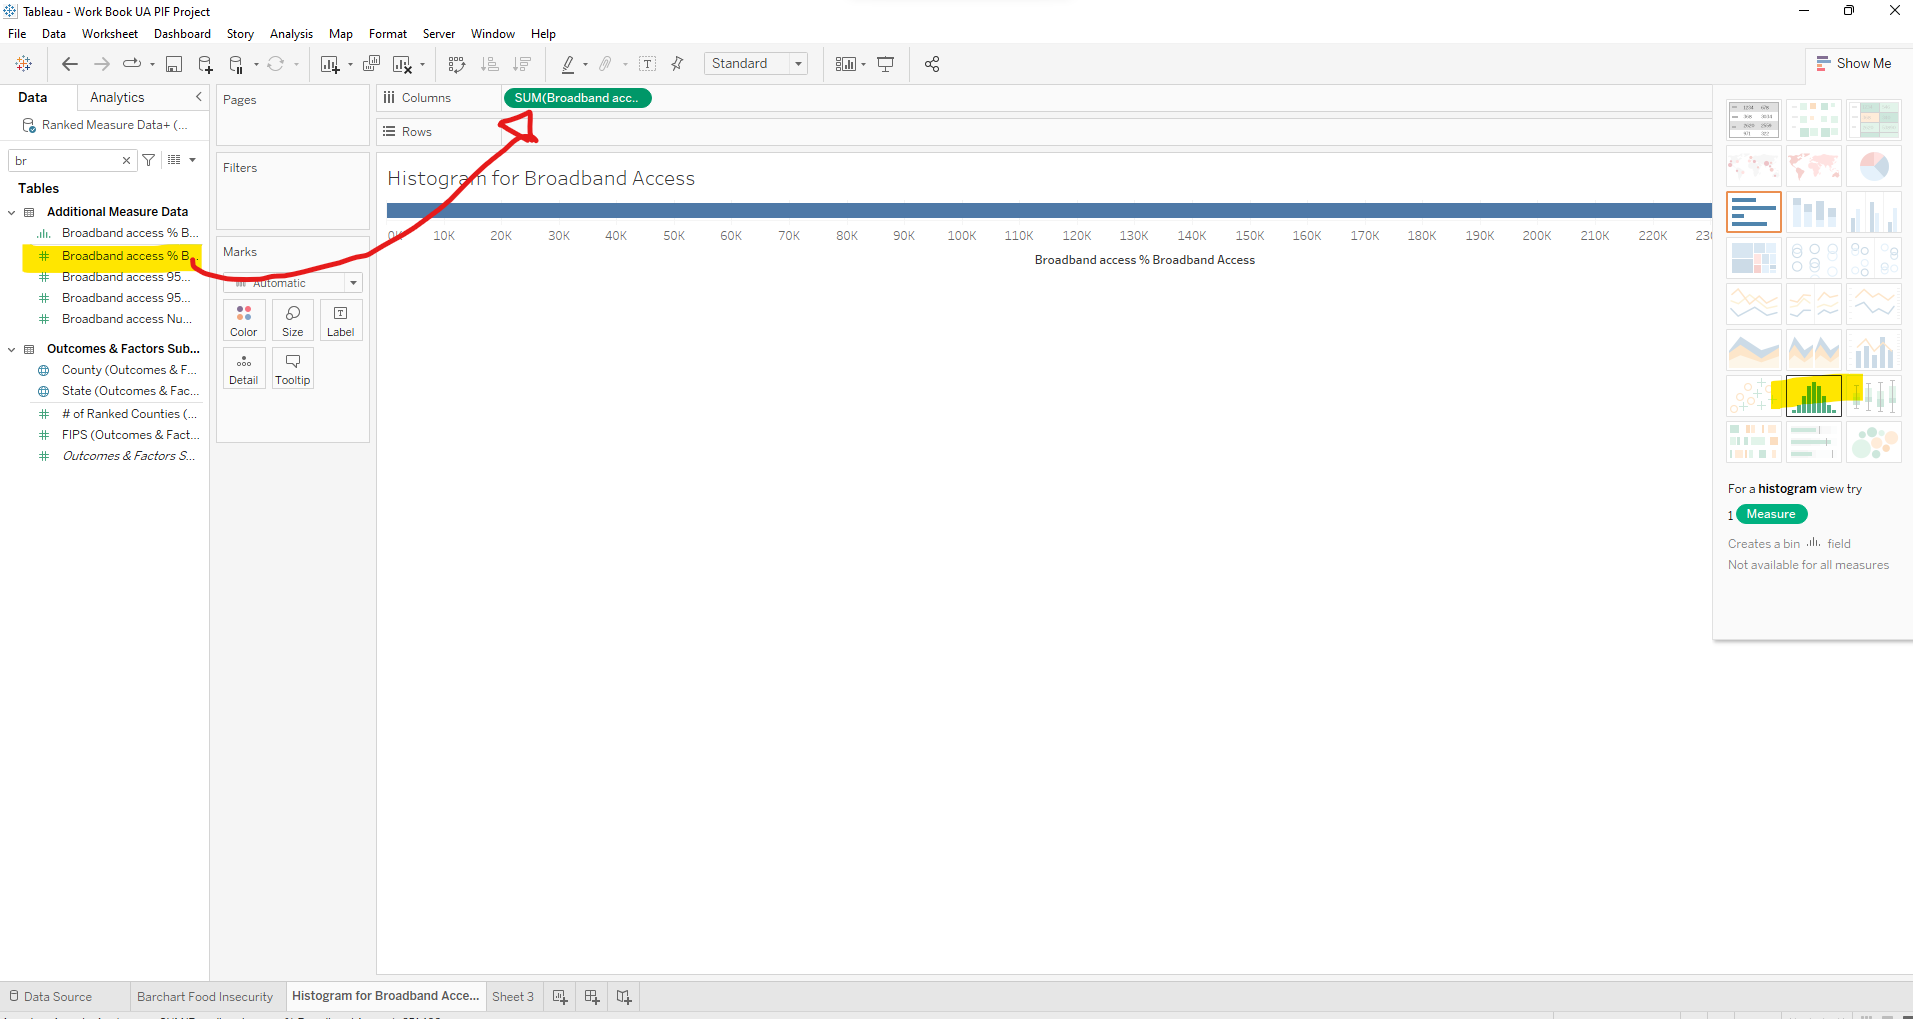 Tableau - Work Book UA PIF Project
File Data Worksheet Dashboard Story Analysis Map Format Server Window Help
Standard
Show Me
Data Analytics
Pages
Columns
SUM(Broadband acc..
Ranked Measure Data+ (...
Rows
br
Filters
Tables
Histogram for Broadband Access
Additional Measure Data
Broadband access % B...
0K 10K 20K 30K 40K 50K 60K 70K 80K 90K 100K 110K 120K 130K 140K 150K 160K 170K 180K 190K 200K 210K 220K 230
Marks
Broadband access % B...
Broadband access % Broadband Access
Broadband access 95...
Automatic
Broadband access 95...
Broadband access Nu...
Color Size Label
Outcomes & Factors Sub...
County (Outcomes & F...
Detail Tooltip
State (Outcomes & Fac...
# of Ranked Counties (...
FIPS (Outcomes & Fact...
Outcomes & Factors S...
For a histogram view try
1 Measure
Creates a bin field
Not available for all measures
Data Source Barchart Food Insecurity Histogram for Broadband Acce... Sheet 3